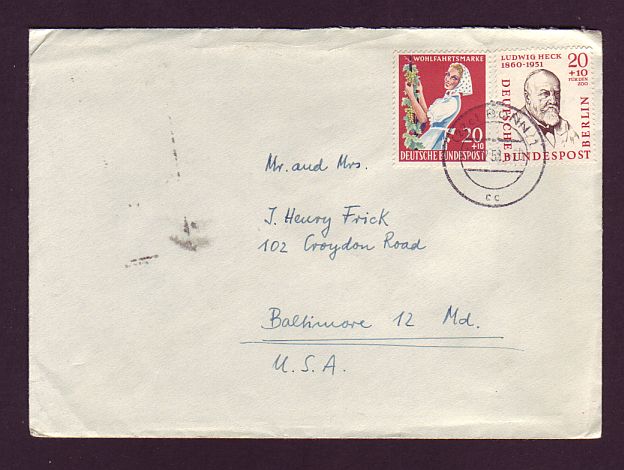 WOHLFAHRTSMARKE
20
+10
DEUTSCHE BUNDESPOST
LUDWIG HECK
1860-1951
20
+10
FÜR DEN
ZOO
DEUTSCHE
BUNDESPOST
BERLIN
BONN
cc
Mr. and Mrs.
J. Henry Frick
102 Croydon Road
Baltimore 12 Md.
U.S.A.